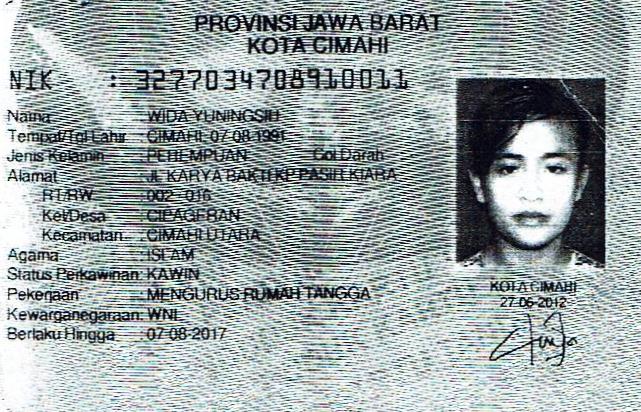 PROVINSI JAWA BARAT
KOTA CIMAHI
NIK : 3277034708910011
Nama : WIDA YUNINGSIH
Tempat/Tgl Lahir : CIMAHI, 07-08-1991
Jenis Kelamin : PEREMPUAN Gol.Darah
Alamat : JL KARYA BAKTI KP PASIR KIARA
RT/RW : 002 / 016
Kel/Desa : CIPAGERAN
Kecamatan : CIMAHI UTARA
Agama : ISLAM
Status Perkawinan: KAWIN
Pekerjaan : MENGURUS RUMAH TANGGA
Kewarganegaraan: WNI
Berlaku Hingga : 07-08-2017
KOTA CIMAHI
27-06-2012